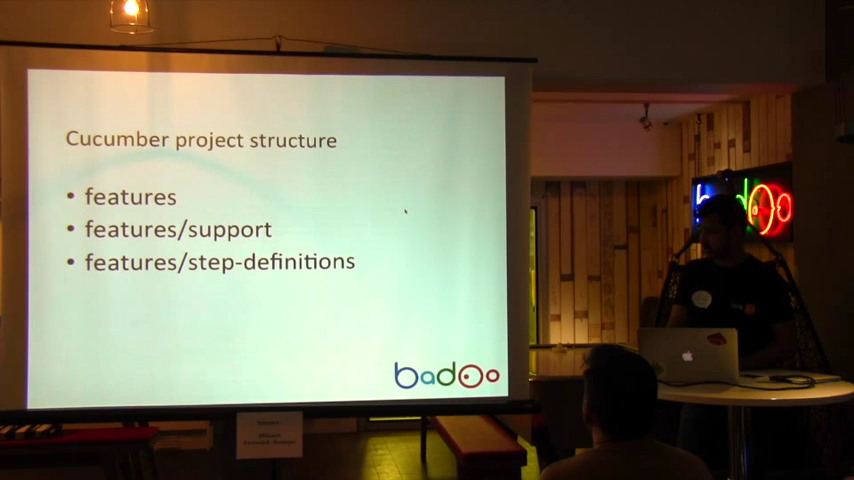 Cucumber project structure
• features
• features/support
• features/step-definitions
badoo
badoo